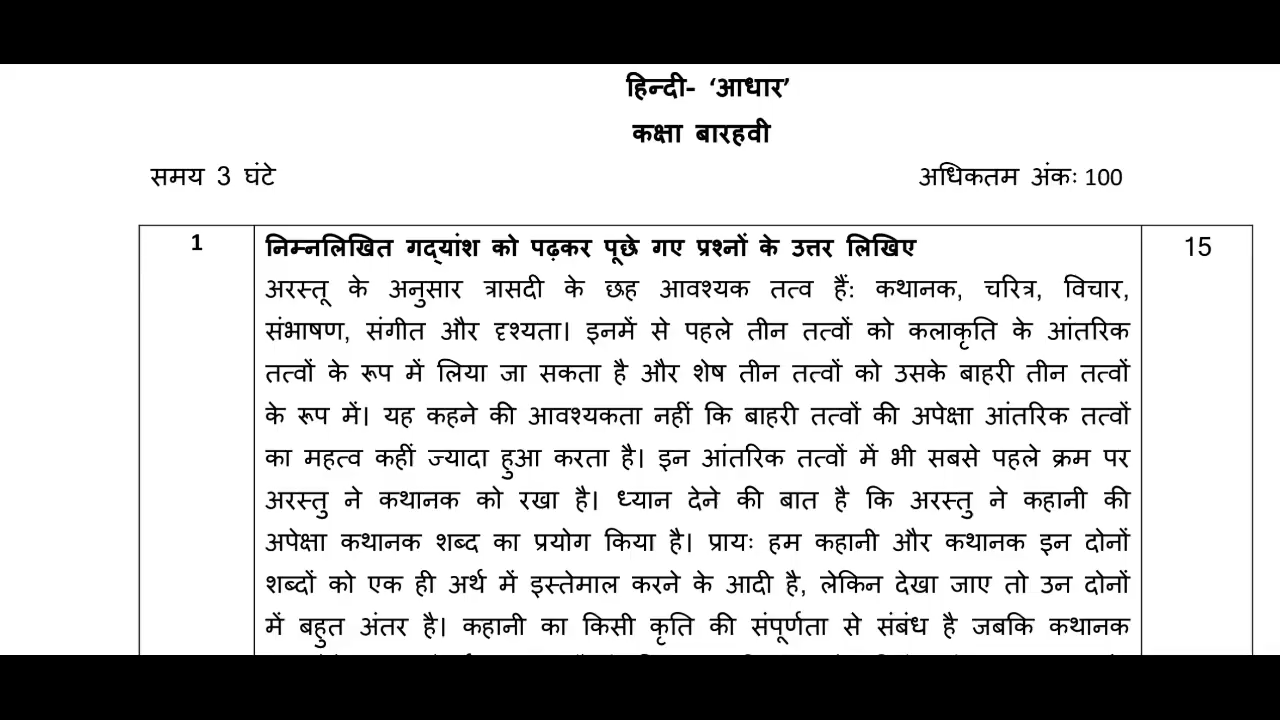 हिन्दी- ‘आधार’
कक्षा बारहवी
समय 3 घंटे अधिकतम अंकः 100
1 निम्नलिखित गद्यांश को पढ़कर पूछे गए प्रश्नों के उत्तर लिखिए 15
अरस्तू के अनुसार त्रासदी के छह आवश्यक तत्व हैं: कथानक, चरित्र, विचार,
संभाषण, संगीत और दृश्यता। इनमें से पहले तीन तत्वों को कलाकृति के आंतरिक
तत्वों के रूप में लिया जा सकता है और शेष तीन तत्वों को उसके बाहरी तीन तत्वों
के रूप में। यह कहने की आवश्यकता नहीं कि बाहरी तत्वों की अपेक्षा आंतरिक तत्वों
का महत्व कहीं ज्यादा हुआ करता है। इन आंतरिक तत्वों में भी सबसे पहले क्रम पर
अरस्तु ने कथानक को रखा है। ध्यान देने की बात है कि अरस्तु ने कहानी की
अपेक्षा कथानक शब्द का प्रयोग किया है। प्रायः हम कहानी और कथानक इन दोनों
शब्दों को एक ही अर्थ में इस्तेमाल करने के आदी है, लेकिन देखा जाए तो उन दोनों
में बहुत अंतर है। कहानी का किसी कृति की संपूर्णता से संबंध है जबकि कथानक